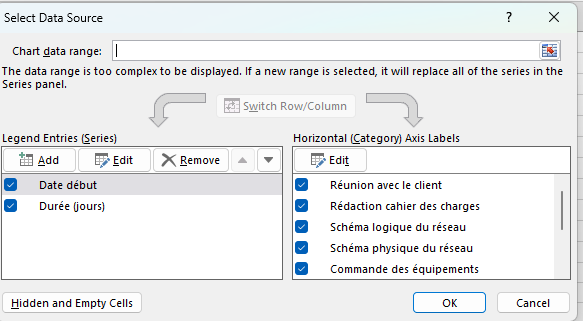 Select Data Source ? ×
Chart data range:
The data range is too complex to be displayed. If a new range is selected, it will replace all of the series in the
Series panel.
Switch Row/Column
Legend Entries (Series)
Add Edit Remove
Date début
Durée (jours)
Horizontal (Category) Axis Labels
Edit
Réunion avec le client
Rédaction cahier des charges
Schéma logique du réseau
Schéma physique du réseau
Commande des équipements
Hidden and Empty Cells
OK Cancel